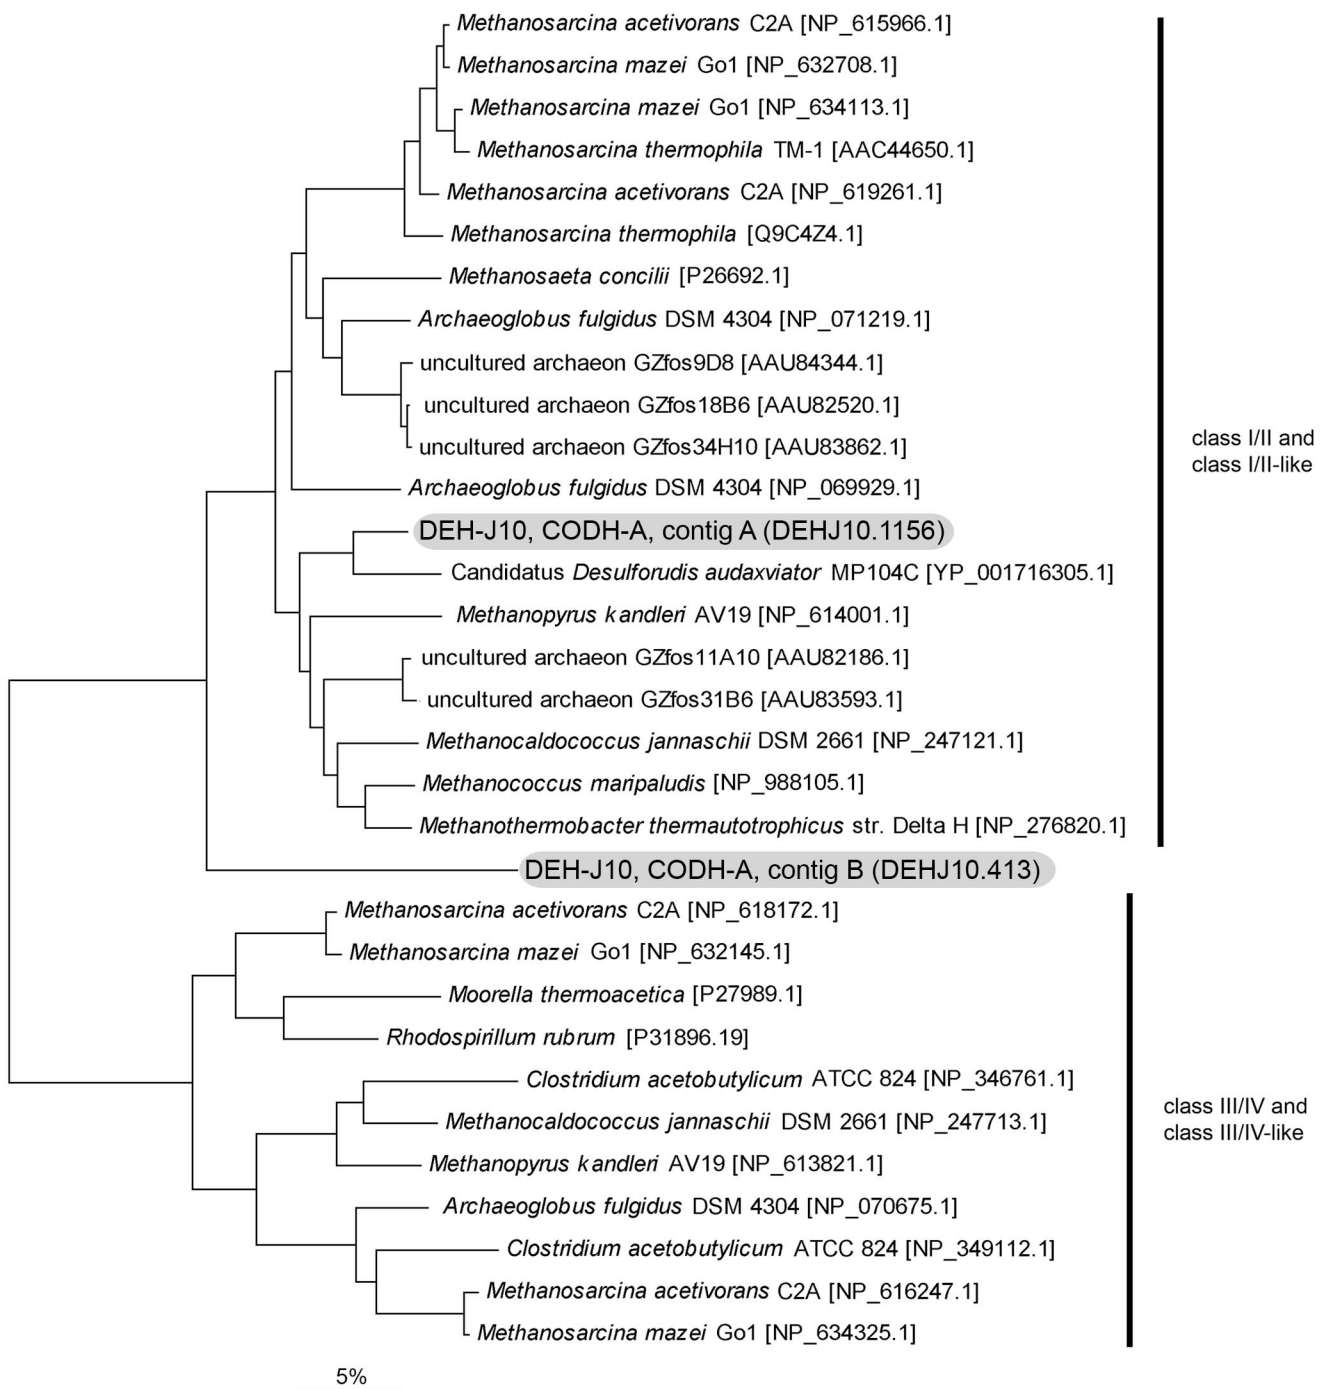 Methanosarcina acetivorans C2A [NP_615966.1]
Methanosarcina mazei Go1 [NP_632708.1]
Methanosarcina mazei Go1 [NP_634113.1]
Methanosarcina thermophila TM-1 [AAC44650.1]
Methanosarcina acetivorans C2A [NP_619261.1]
Methanosarcina thermophila [Q9C4Z4.1]
Methanosaeta concilii [P26692.1]
Archaeoglobus fulgidus DSM 4304 [NP_071219.1]
uncultured archaeon GZfos9D8 [AAU84344.1]
uncultured archaeon GZfos18B6 [AAU82520.1]
uncultured archaeon GZfos34H10 [AAU83862.1]
class I/II and
class I/II-like
Archaeoglobus fulgidus DSM 4304 [NP_069929.1]
DEH-J10, CODH-A, contig A (DEHJ10.1156)
Candidatus Desulforudis audaxviator MP104C [YP_001716305.1]
Methanopyrus kandleri AV19 [NP_614001.1]
uncultured archaeon GZfos11A10 [AAU82186.1]
uncultured archaeon GZfos31B6 [AAU83593.1]
Methanocaldococcus jannaschii DSM 2661 [NP_247121.1]
Methanococcus maripaludis [NP_988105.1]
Methanothermobacter thermautotrophicus str. Delta H [NP_276820.1]
DEH-J10, CODH-A, contig B (DEHJ10.413)
Methanosarcina acetivorans C2A [NP_618172.1]
Methanosarcina mazei Go1 [NP_632145.1]
Moorella thermoacetica [P27989.1]
Rhodospirillum rubrum [P31896.19]
Clostridium acetobutylicum ATCC 824 [NP_346761.1]
Methanocaldococcus jannaschii DSM 2661 [NP_247713.1]
class III/IV and
class III/IV-like
Methanopyrus kandleri AV19 [NP_613821.1]
Archaeoglobus fulgidus DSM 4304 [NP_070675.1]
Clostridium acetobutylicum ATCC 824 [NP_349112.1]
Methanosarcina acetivorans C2A [NP_616247.1]
Methanosarcina mazei Go1 [NP_634325.1]
5%